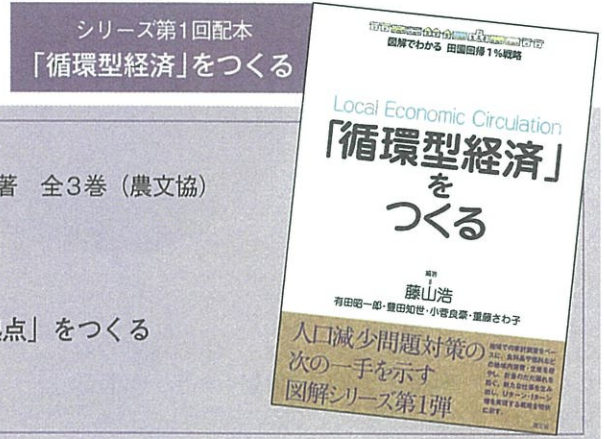 シリーズ第1回配本
「循環型経済」をつくる
著 全3巻（農文協）
点」をつくる
図解でわかる 田園回帰1%戦略
Local Economic Circulation
「循環型経済」
を
つくる
編著
藤山浩
有田昭一郎・豊田知世・小菅良豪・重藤さわ子
人口減少問題対策の
次の一手を示す
図解シリーズ第1弾